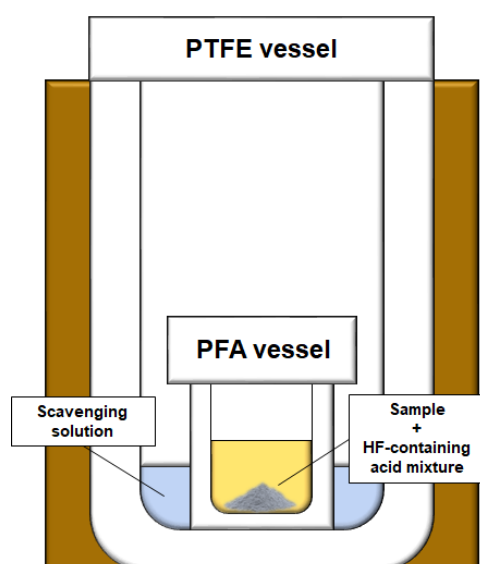 PTFE vessel
PFA vessel
Scavenging
solution
Sample
+
HF-containing
acid mixture